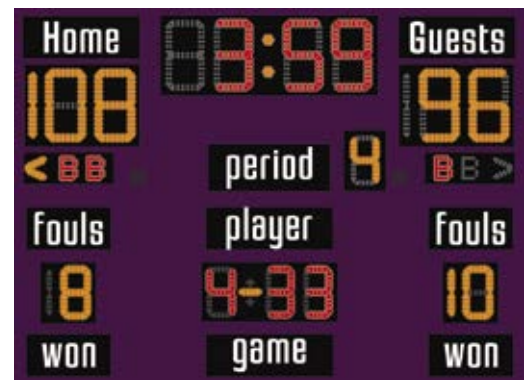 Home 3:59 Guests
108 96
< B B period 4 B B >
fouls player fouls
8 4-33 10
won game won